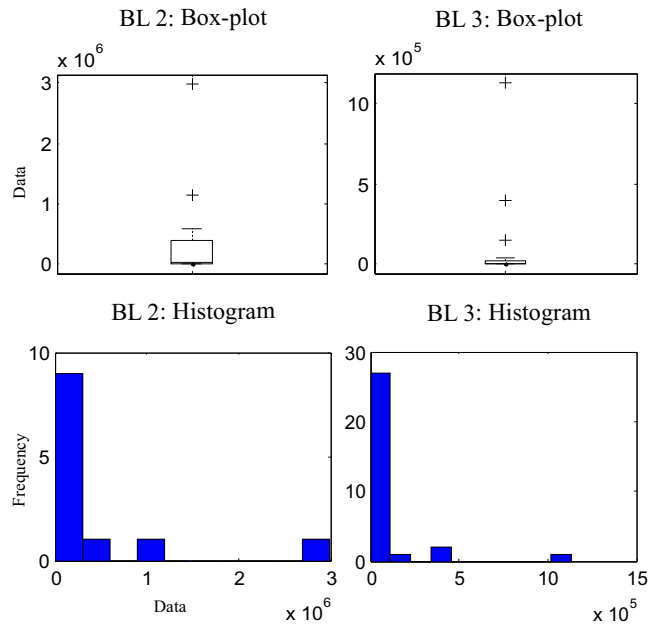 BL 2: Box-plot
BL 3: Box-plot
x 10^6
x 10^5
3
2
1
0
10
5
0
Data
BL 2: Histogram
BL 3: Histogram
10
5
0
30
20
10
0
Frequency
0 1 2 3
0 5 10 15
Data
x 10^6
x 10^5